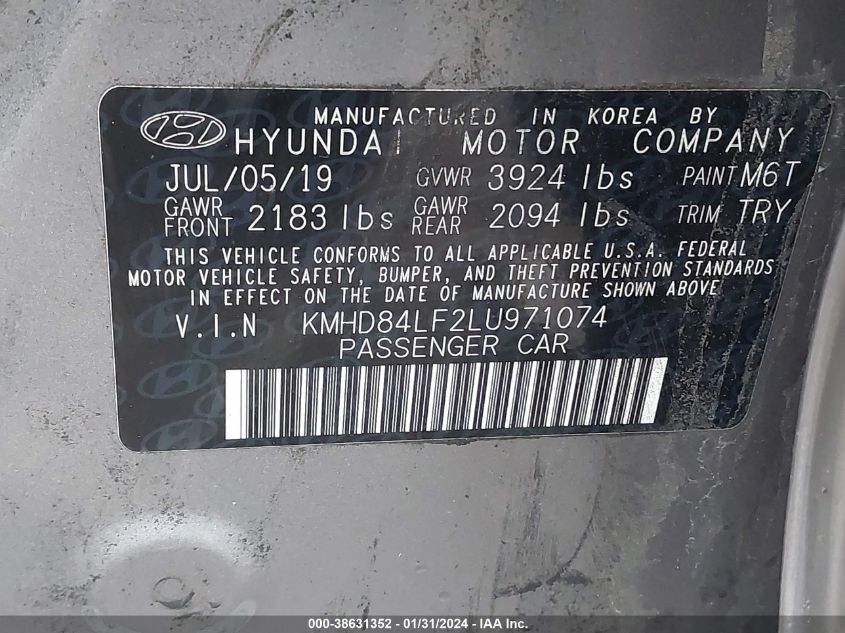 MANUFACTURED IN KOREA BY
HYUNDAI MOTOR COMPANY
JUL/05/19 GVWR 3924 lbs PAINT M6T
GAWR FRONT 2183 lbs GAWR REAR 2094 lbs TRIM TRY
THIS VEHICLE CONFORMS TO ALL APPLICABLE U.S.A. FEDERAL
MOTOR VEHICLE SAFETY, BUMPER, AND THEFT PREVENTION STANDARDS
IN EFFECT ON THE DATE OF MANUFACTURE SHOWN ABOVE
V.I.N KMHD84LF2LU971074
PASSENGER CAR
000-38631352 - 01/31/2024 - IAA Inc.